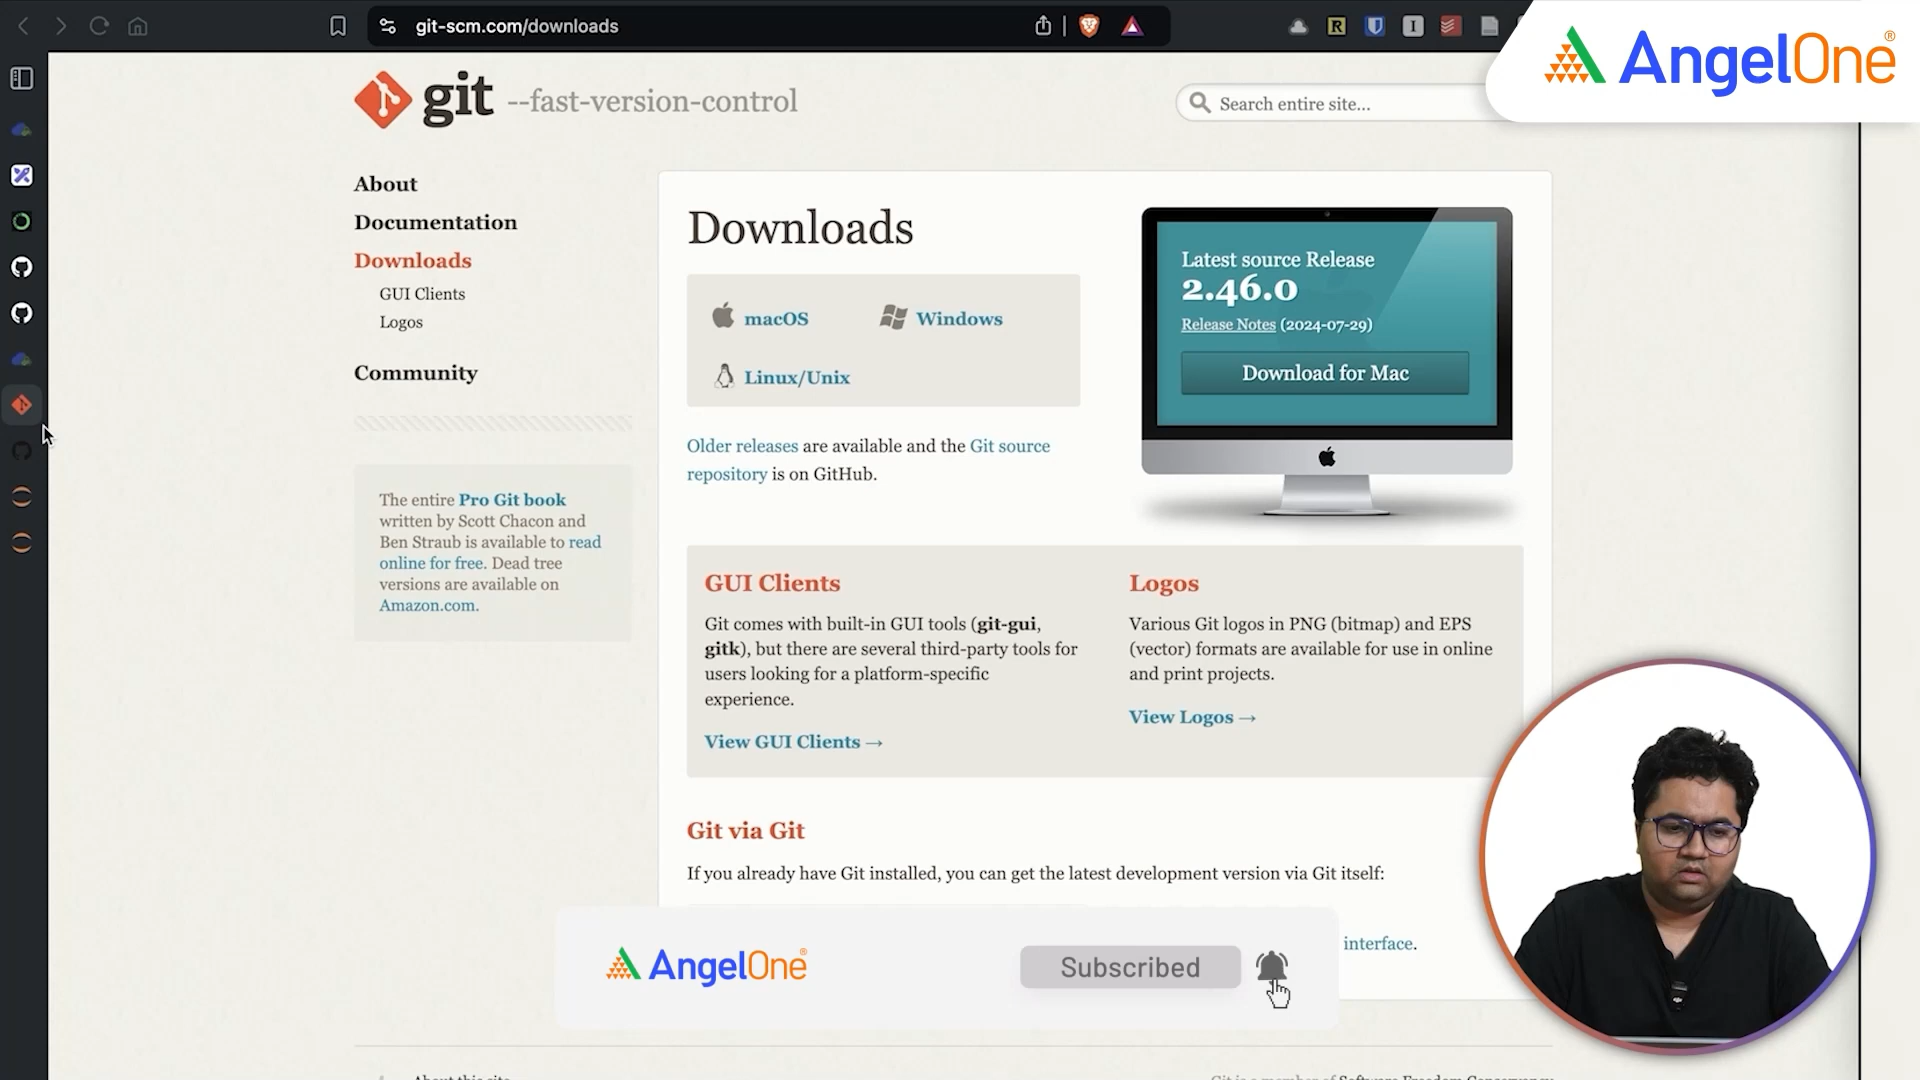 git-scm.com/downloads
AngelOne®
git --fast-version-control
Search entire site...
About
Documentation
Downloads
GUI Clients
Logos
Community
The entire Pro Git book
written by Scott Chacon and
Ben Straub is available to read
online for free. Dead tree
versions are available on
Amazon.com.
Downloads
macOS
Windows
Linux/Unix
Older releases are available and the Git source
repository is on GitHub.
Latest source Release
2.46.0
Release Notes (2024-07-29)
Download for Mac
GUI Clients
Git comes with built-in GUI tools (git-gui,
gitk), but there are several third-party tools for
users looking for a platform-specific
experience.
View GUI Clients →
Logos
Various Git logos in PNG (bitmap) and EPS
(vector) formats are available for use in online
and print projects.
View Logos →
Git via Git
If you already have Git installed, you can get the latest development version via Git itself:
interface.
AngelOne®
Subscribed
About this site
Git is a member of Software Freedom Conservancy